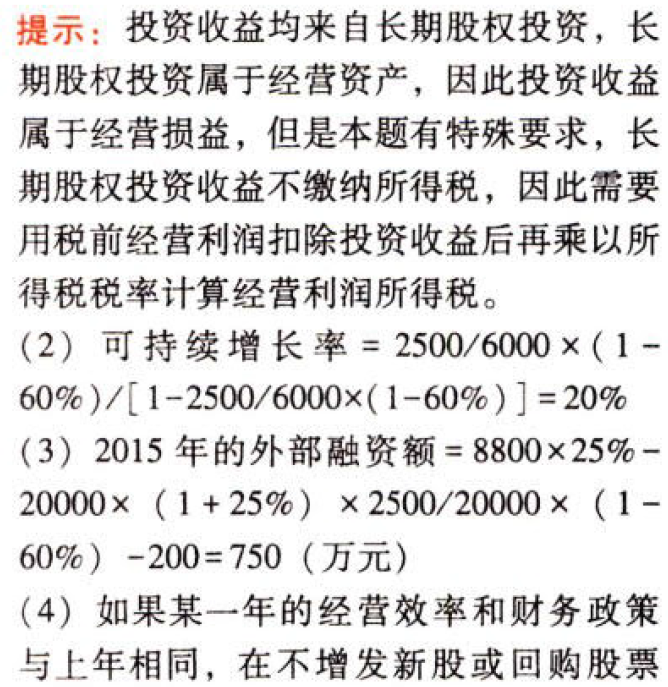 提示：投资收益均来自长期股权投资，长
期股权投资属于经营资产，因此投资收益
属于经营损益，但是本题有特殊要求，长
期股权投资收益不缴纳所得税，因此需要
用税前经营利润扣除投资收益后再乘以所
得税税率计算经营利润所得税。
（2）可持续增长率 = 2500/6000 ×（1 −
60%）/[ 1−2500/6000×（1−60%）] = 20%
（3）2015 年的外部融资额 = 8800×25% −
20000×（1 + 25%）× 2500/20000 ×（1 −
60%）−200 = 750（万元）
（4）如果某一年的经营效率和财务政策
与上年相同，在不增发新股或回购股票